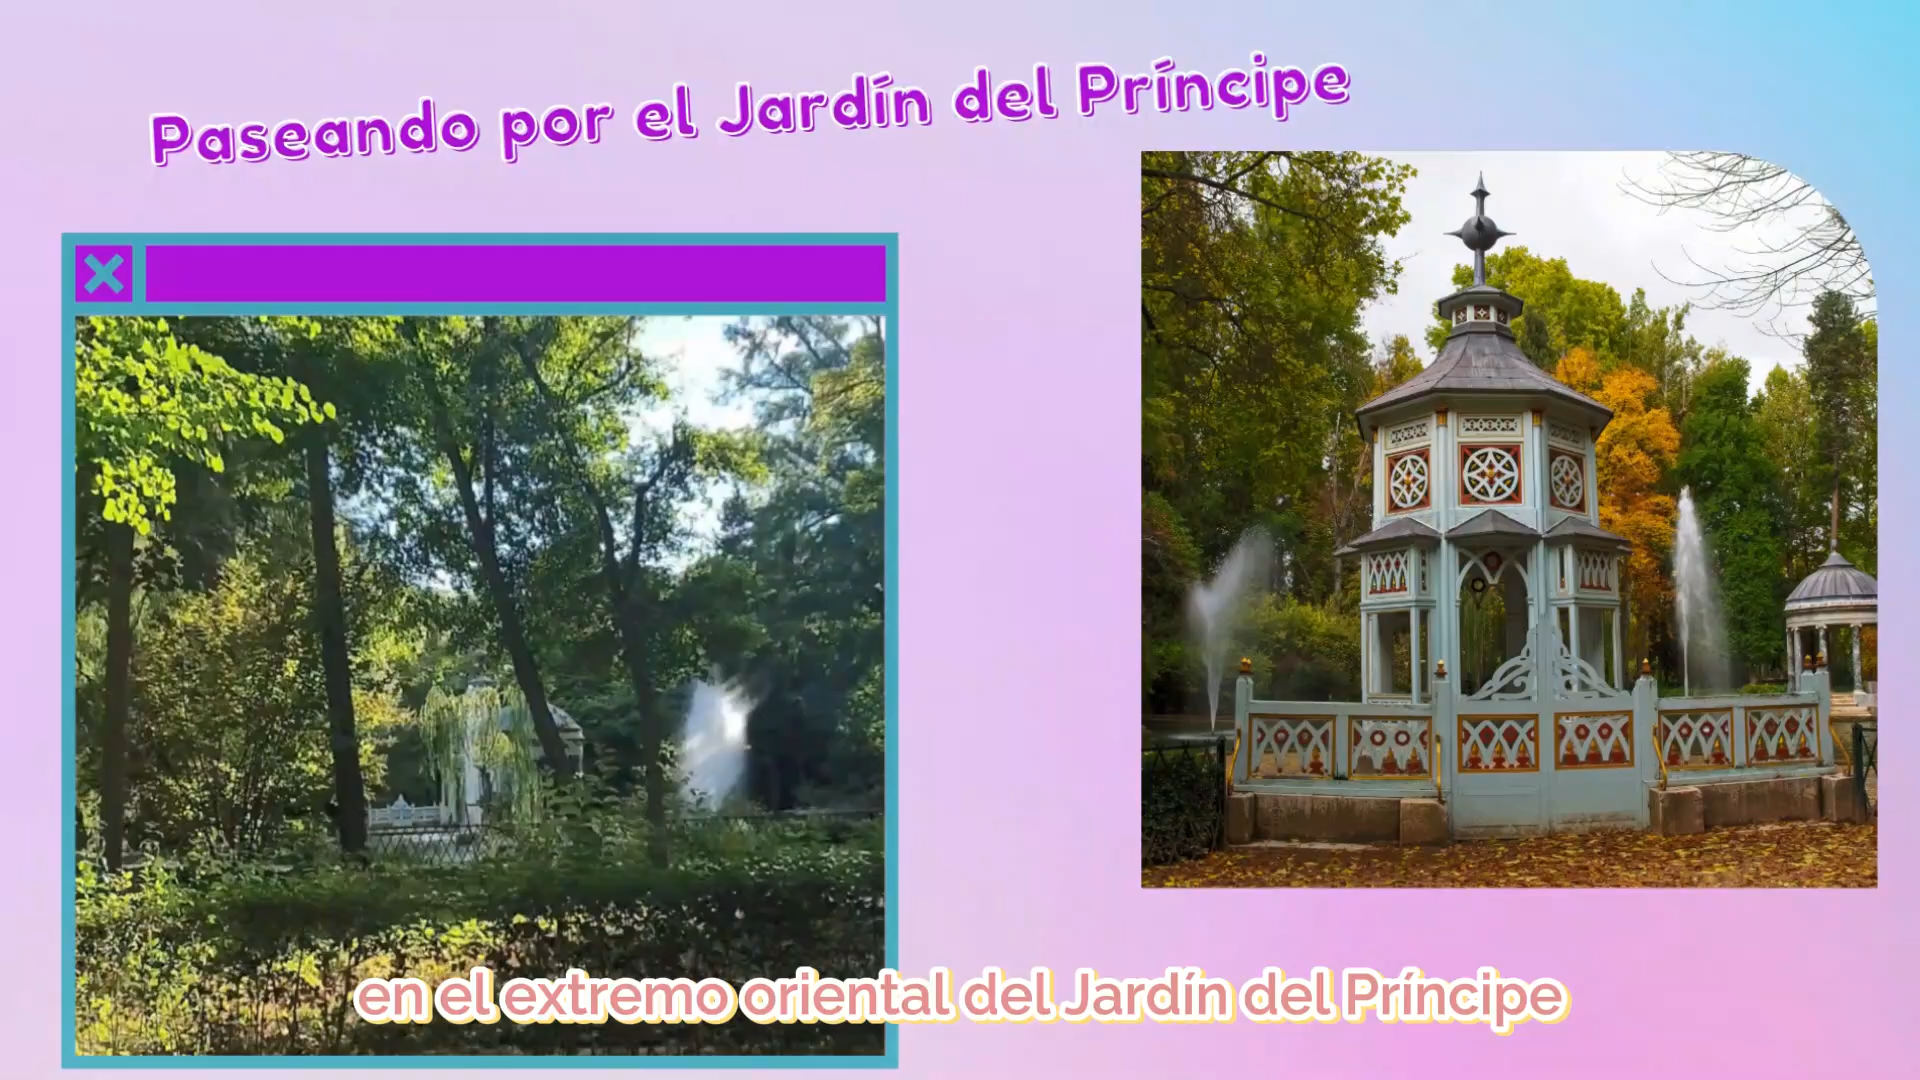 Paseando por el Jardín del Príncipe
en el extremo oriental del Jardín del Príncipe